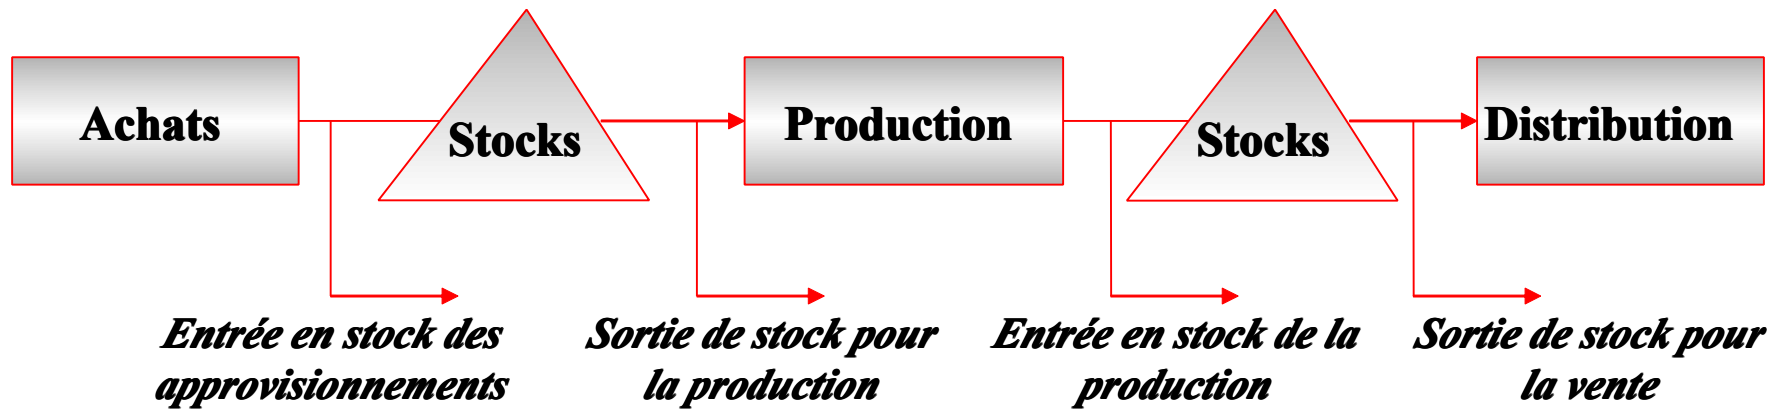 Achats
Stocks
Production
Stocks
Distribution
Entrée en stock des
approvisionnements
Sortie de stock pour
la production
Entrée en stock de la
production
Sortie de stock pour
la vente